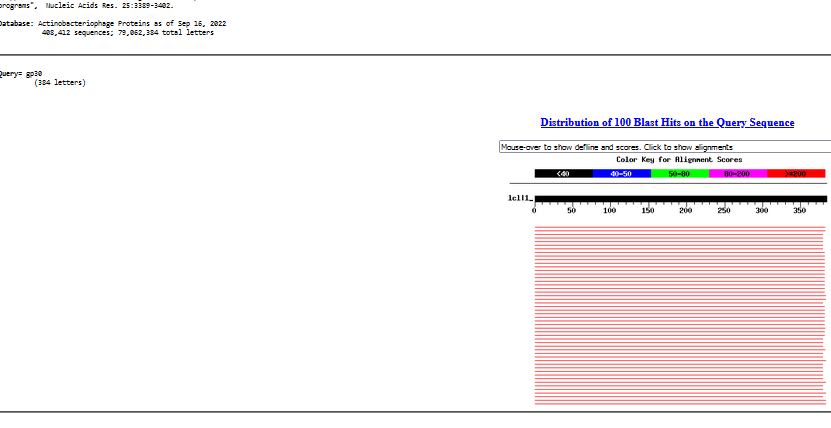 programs", Nucleic Acids Res. 25:3389-3402.
Database: Actinobacteriophage Proteins as of Sep 16, 2022
408,412 sequences; 79,062,384 total letters
Query= gp30
(384 letters)
Distribution of 100 Blast Hits on the Query Sequence
Mouse-over to show defline and scores. Click to show alignments
Color Key for Alignment Scores
<40 40-50 50-80 80-200 >=200
lcl|1_
0 50 100 150 200 250 300 350